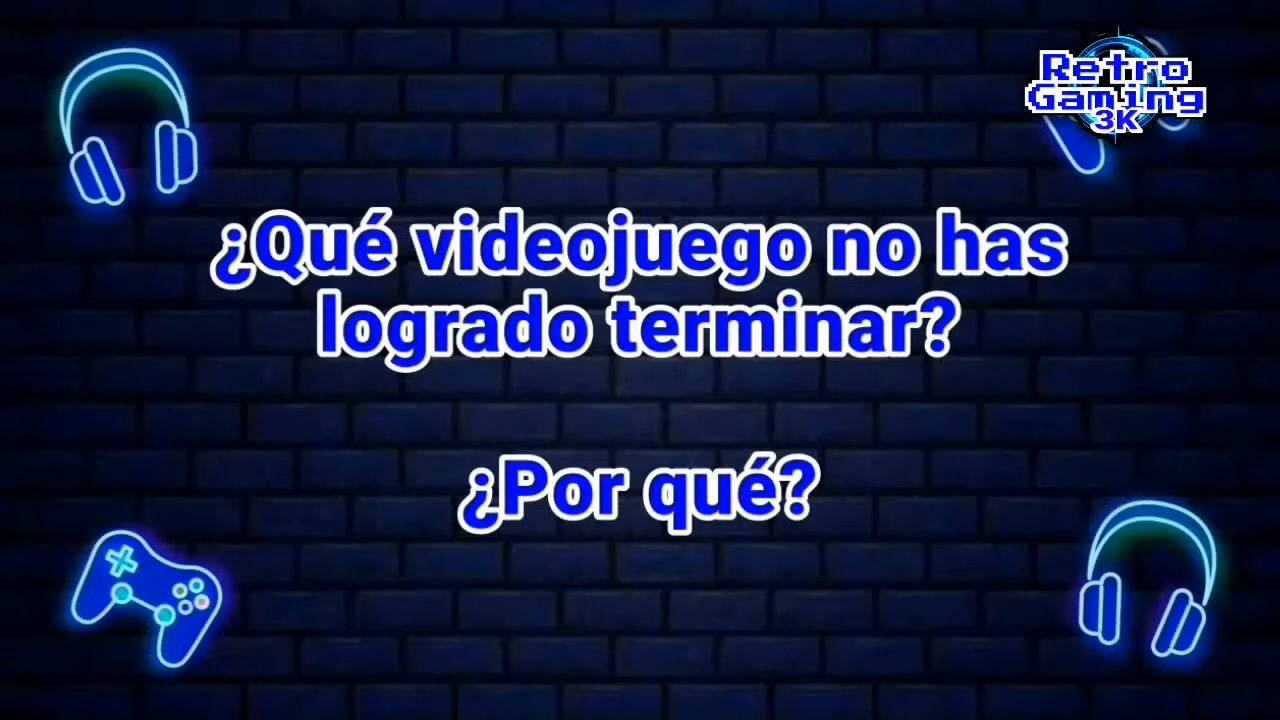 Retro
Gaming
3K
¿Qué videojuego no has
logrado terminar?
¿Por qué?